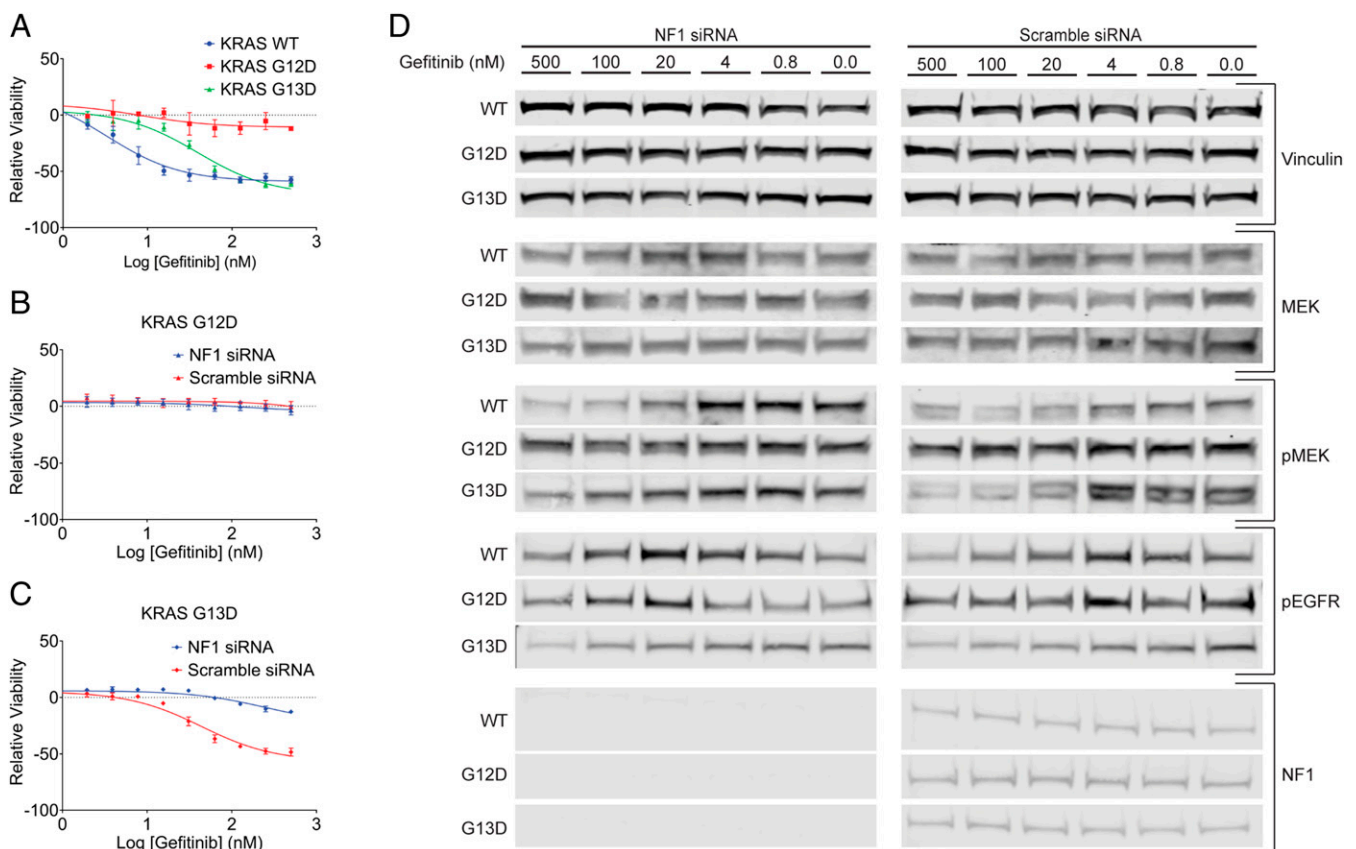 A
KRAS WT
KRAS G12D
KRAS G13D
50
0
-50
-100
Relative Viability
0 1 2 3
Log [Gefitinib] (nM)
B
KRAS G12D
NF1 siRNA
Scramble siRNA
50
0
-50
-100
Relative Viability
0 1 2 3
Log [Gefitinib] (nM)
C
KRAS G13D
NF1 siRNA
Scramble siRNA
50
0
-50
-100
Relative Viability
0 1 2 3
Log [Gefitinib] (nM)
D
NF1 siRNA Scramble siRNA
Gefitinib (nM) 500 100 20 4 0.8 0.0 500 100 20 4 0.8 0.0
WT
G12D Vinculin
G13D
WT
G12D MEK
G13D
WT
G12D pMEK
G13D
WT
G12D pEGFR
G13D
WT
G12D NF1
G13D